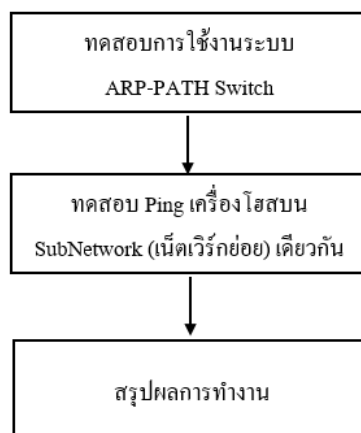 ทดสอบการใช้งานระบบ
ARP-PATH Switch
ทดสอบ Ping เครื่องโฮสบน
SubNetwork (เน็ตเวิร์กย่อย) เดียวกัน
สรุปผลการทำงาน